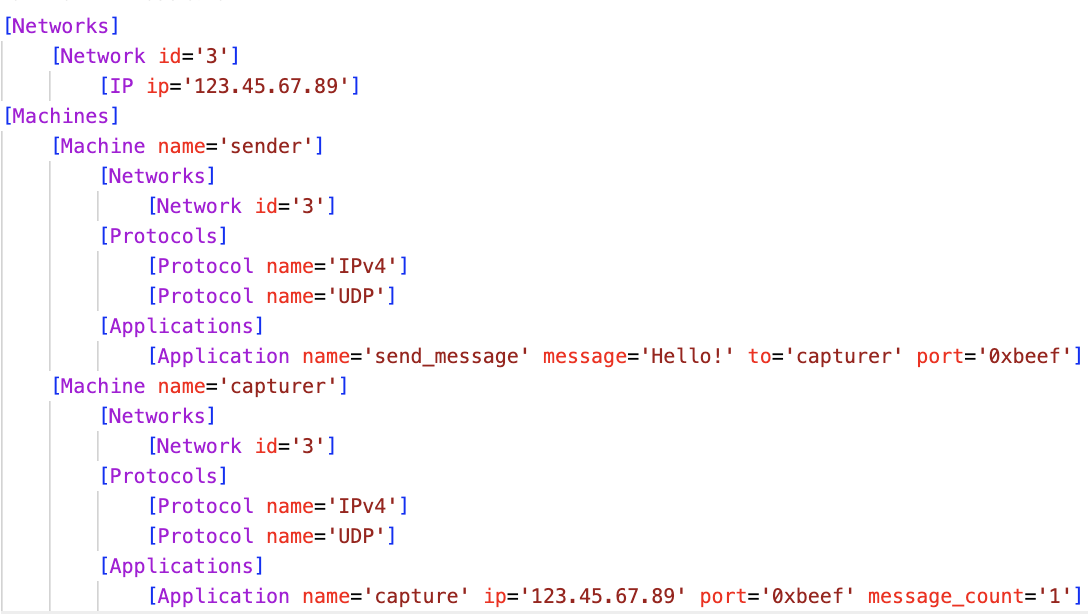 [Networks]
[Network id='3']
[IP ip='123.45.67.89']
[Machines]
[Machine name='sender']
[Networks]
[Network id='3']
[Protocols]
[Protocol name='IPv4']
[Protocol name='UDP']
[Applications]
[Application name='send_message' message='Hello!' to='capturer' port='0xbeef']
[Machine name='capturer']
[Networks]
[Network id='3']
[Protocols]
[Protocol name='IPv4']
[Protocol name='UDP']
[Applications]
[Application name='capture' ip='123.45.67.89' port='0xbeef' message_count='1']